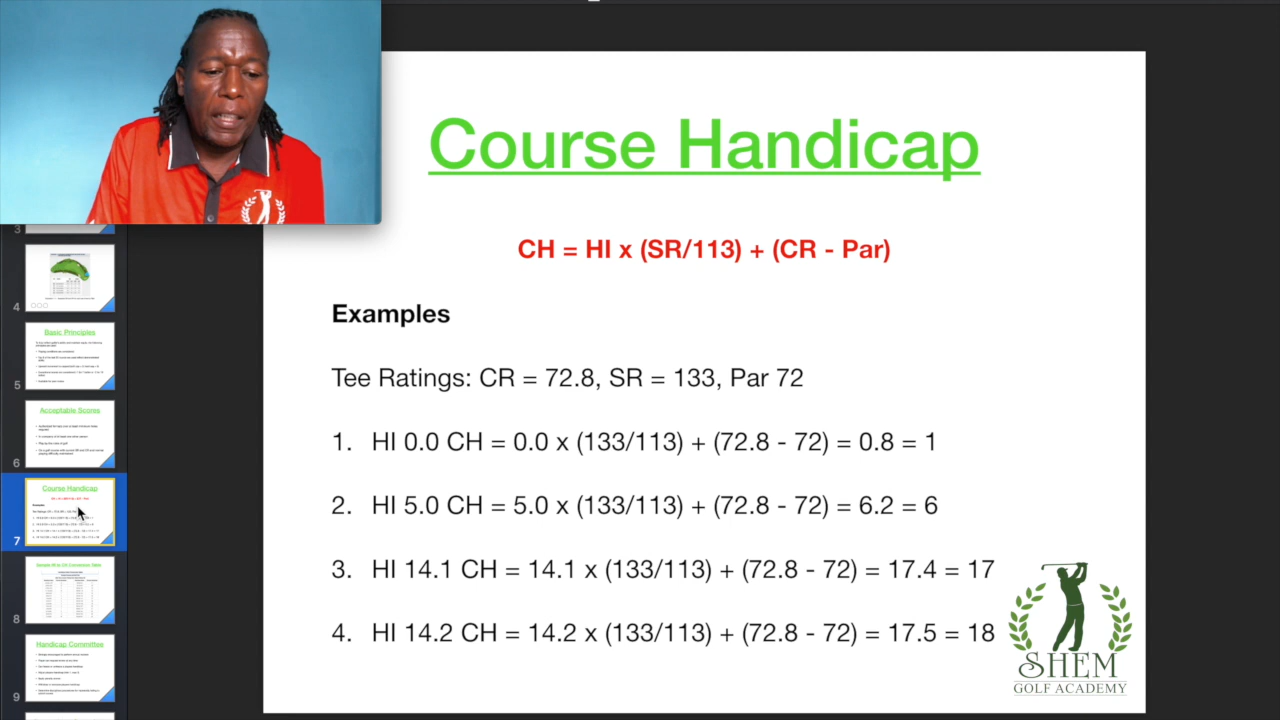 Course Handicap
CH = HI x (SR/113) + (CR - Par)
Examples
Tee Ratings: CR = 72.8, SR = 133, Par 72
1. HI 0.0 CH = 0.0 x (133/113) + (72.8 - 72) = 0.8 = 1
2. HI 5.0 CH = 5.0 x (133/113) + (72.8 - 72) = 6.2 = 6
3. HI 14.1 CH = 14.1 x (133/113) + (72.8 - 72) = 17.4 = 17
4. HI 14.2 CH = 14.2 x (133/113) + (72.8 - 72) = 17.5 = 18
SHEM
GOLF ACADEMY
3
4
Basic Principles
5
Acceptable Scores
6
Course Handicap
7
8
Handicap Committee
9